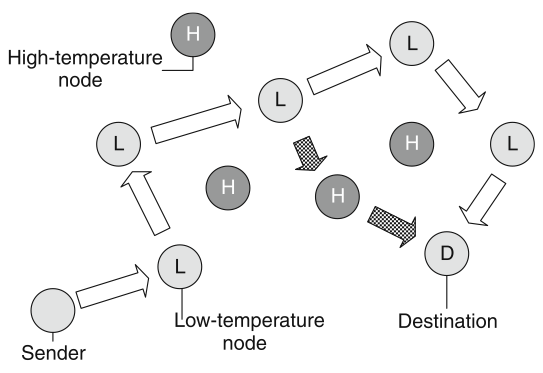 H
High-temperature
node
L
L
L
H
L
H
H
L
D
Low-temperature
node
Destination
Sender